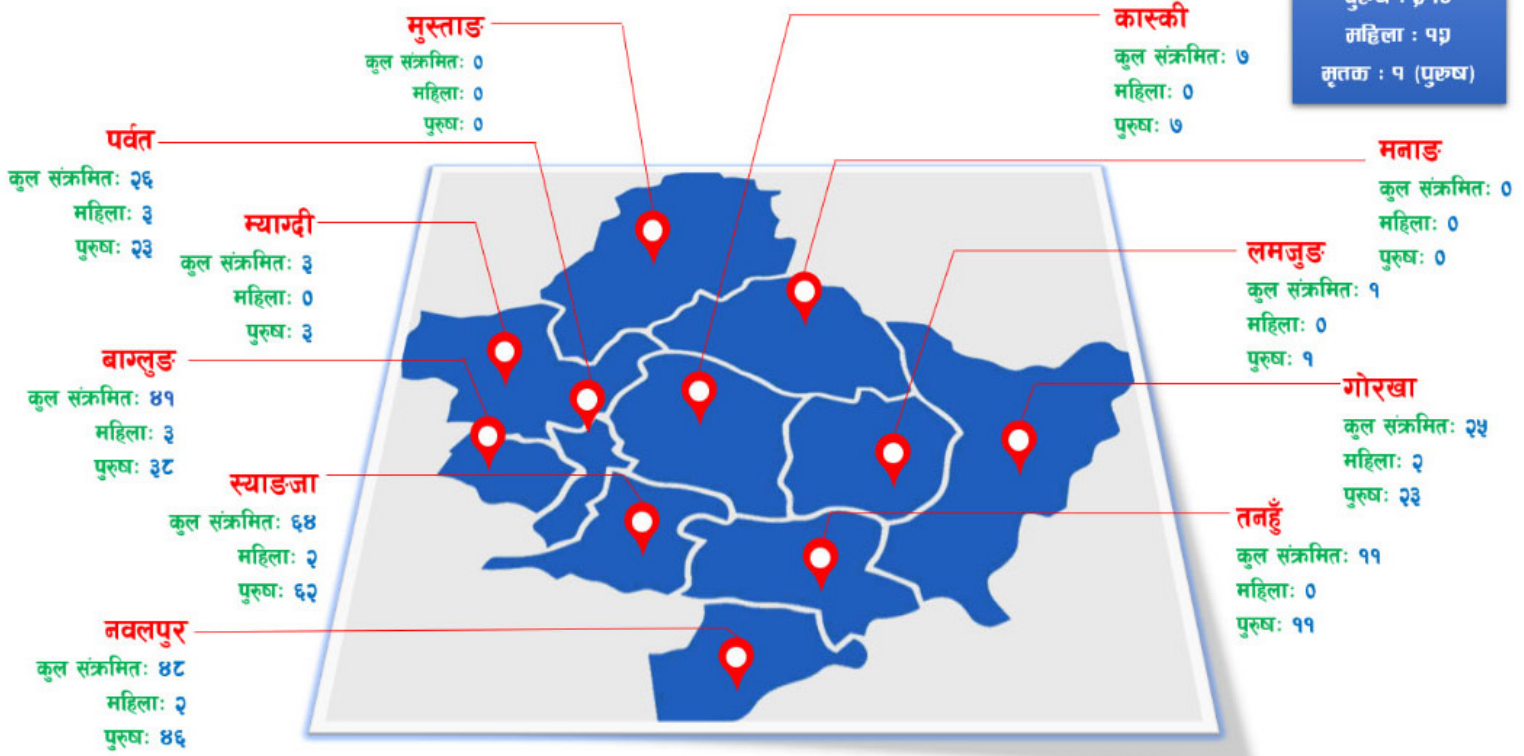 मुस्ताङ
कुल संक्रमितः ०
महिलाः ०
पुरुषः ०
कास्की
कुल संक्रमितः ७
महिलाः ०
पुरुषः ७
महिला : १५
मृतक : १ (पुरुष)
पर्वत
कुल संक्रमितः २६
महिलाः ३
पुरुषः २३
मनाङ
कुल संक्रमितः ०
महिलाः ०
पुरुषः ०
म्याग्दी
कुल संक्रमितः ३
महिलाः ०
पुरुषः ३
लमजुङ
कुल संक्रमितः १
महिलाः ०
पुरुषः १
बाग्लुङ
कुल संक्रमितः ४१
महिलाः ३
पुरुषः ३८
गोरखा
कुल संक्रमितः २५
महिलाः २
पुरुषः २३
स्याङजा
कुल संक्रमितः ६४
महिलाः २
पुरुषः ६२
तनहुँ
कुल संक्रमितः ११
महिलाः ०
पुरुषः ११
नवलपुर
कुल संक्रमितः ४८
महिलाः २
पुरुषः ४६